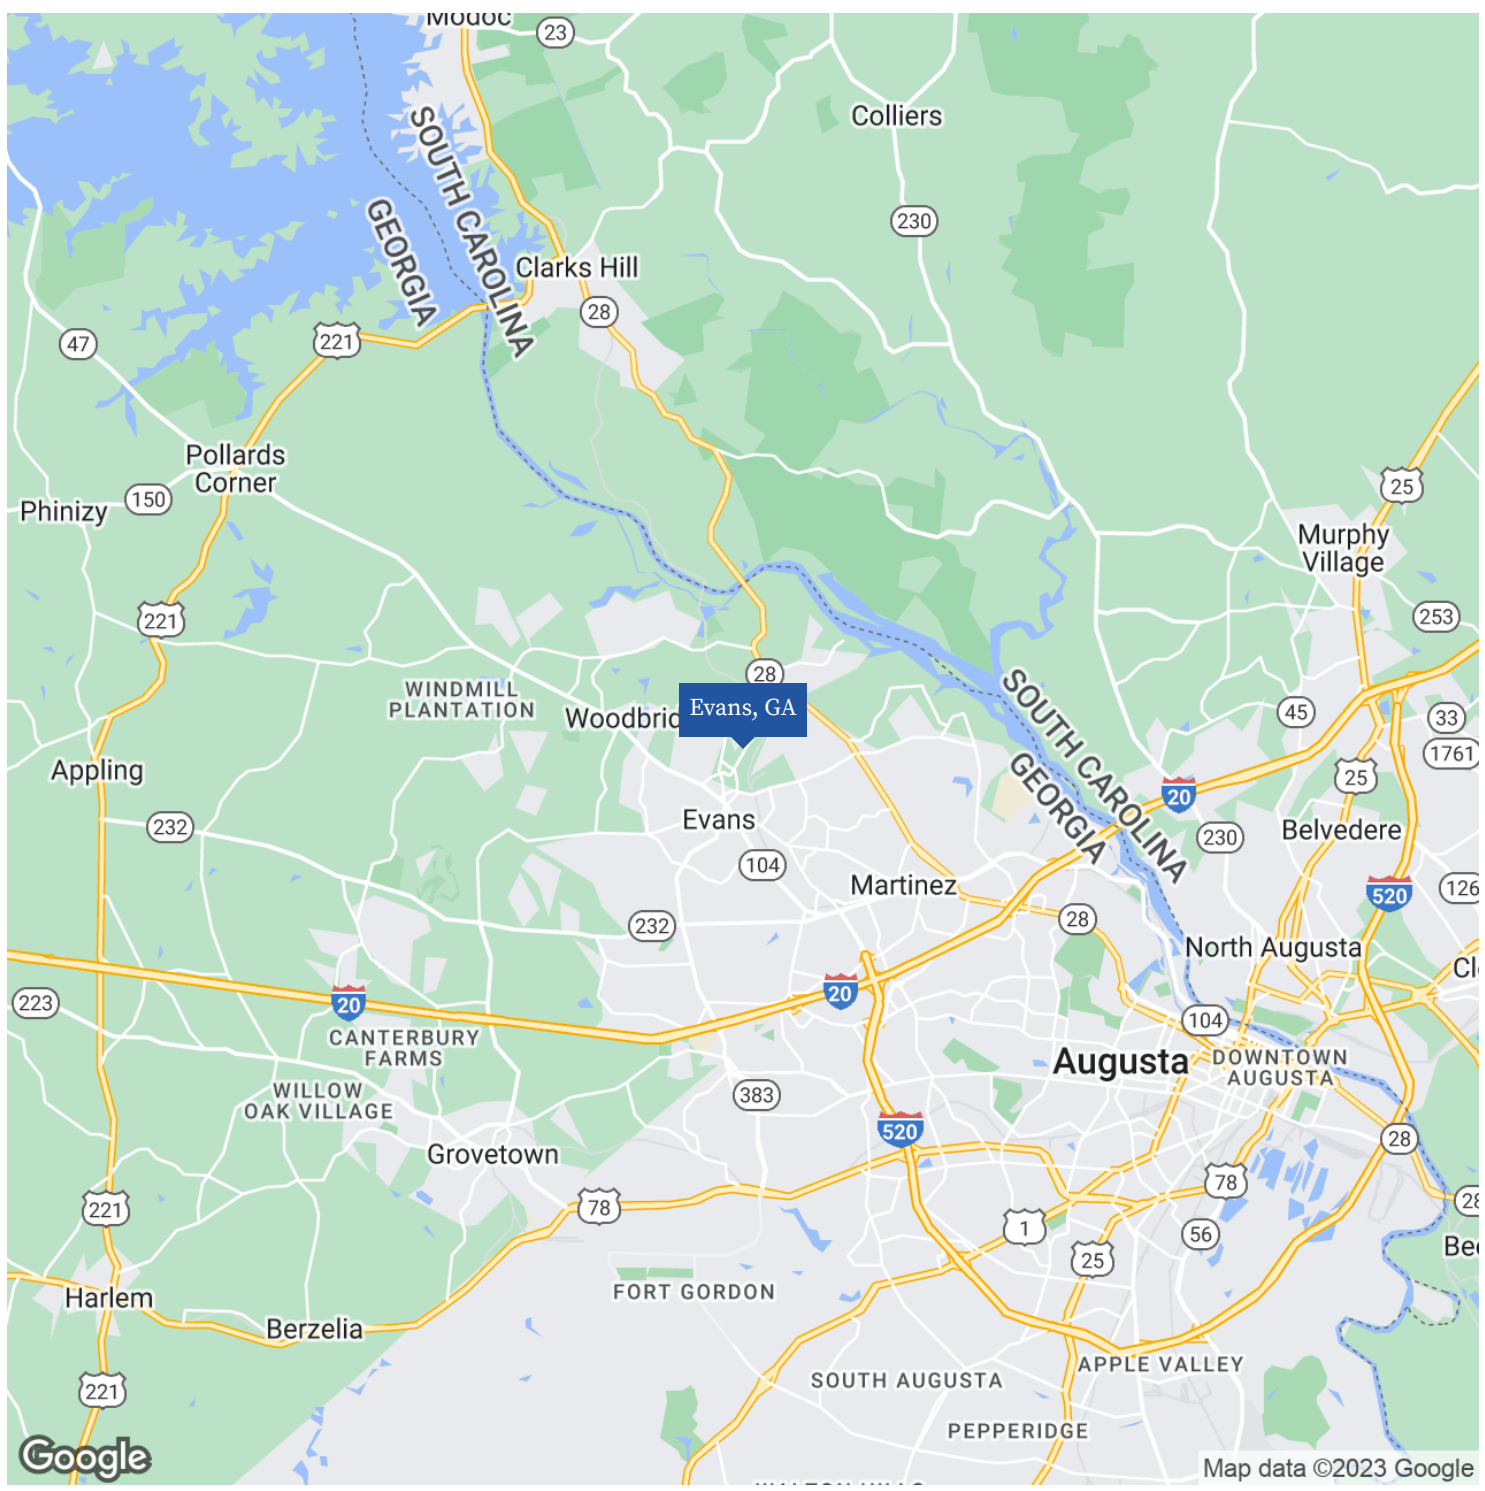 Modoc
23
Colliers
SOUTH CAROLINA
GEORGIA
230
Clarks Hill
28
221
47
Pollards
Corner
150
Phinizy
25
Murphy
Village
221
253
28
WINDMILL
PLANTATION
Woodbrid
Evans, GA
SOUTH CAROLINA
GEORGIA
45
33
1761
Appling
25
20
232
Evans
230
Belvedere
104
Martinez
520
126
232
28
North Augusta
Cl
20
20
223
CANTERBURY
FARMS
104
Augusta
DOWNTOWN
AUGUSTA
WILLOW
OAK VILLAGE
383
520
28
Grovetown
78
221
78
28
1
56
25
Bee
FORT GORDON
Harlem
Berzelia
APPLE VALLEY
SOUTH AUGUSTA
221
PEPPERIDGE
Google
Map data ©2023 Google